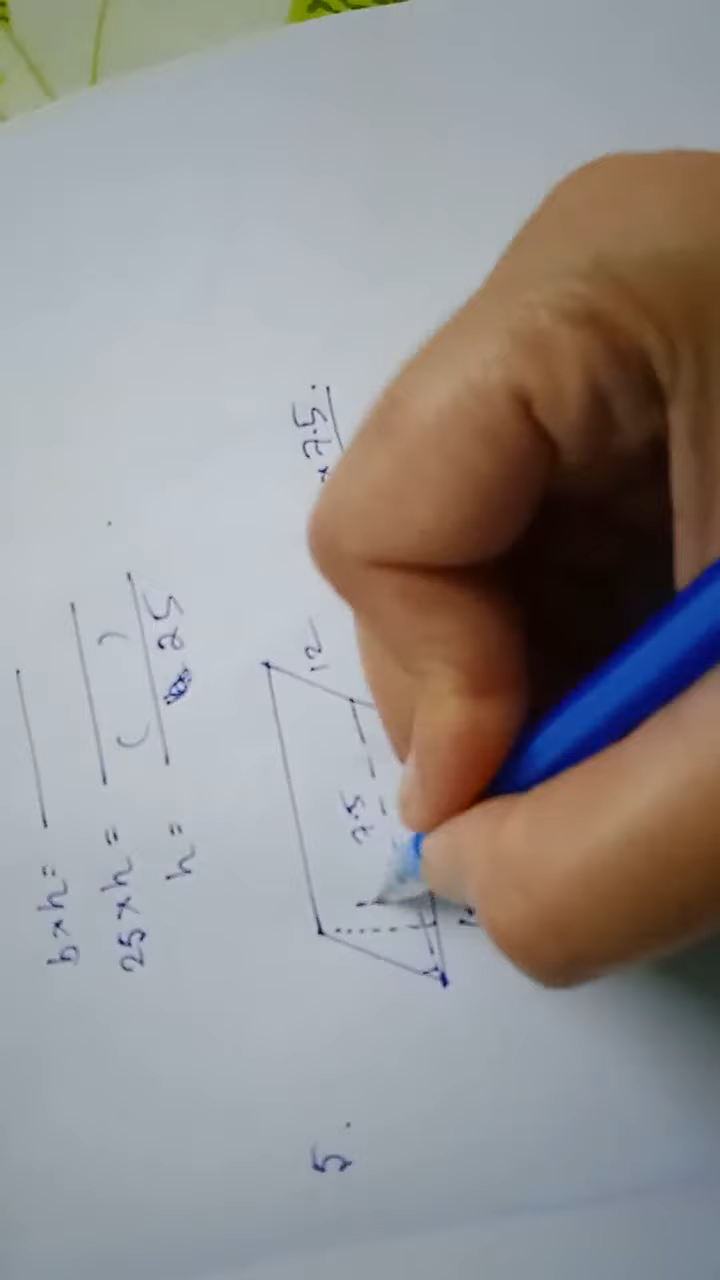 b × h =
25 × h =
h = ( ) 25
5.
12
7.5
× 7.5.